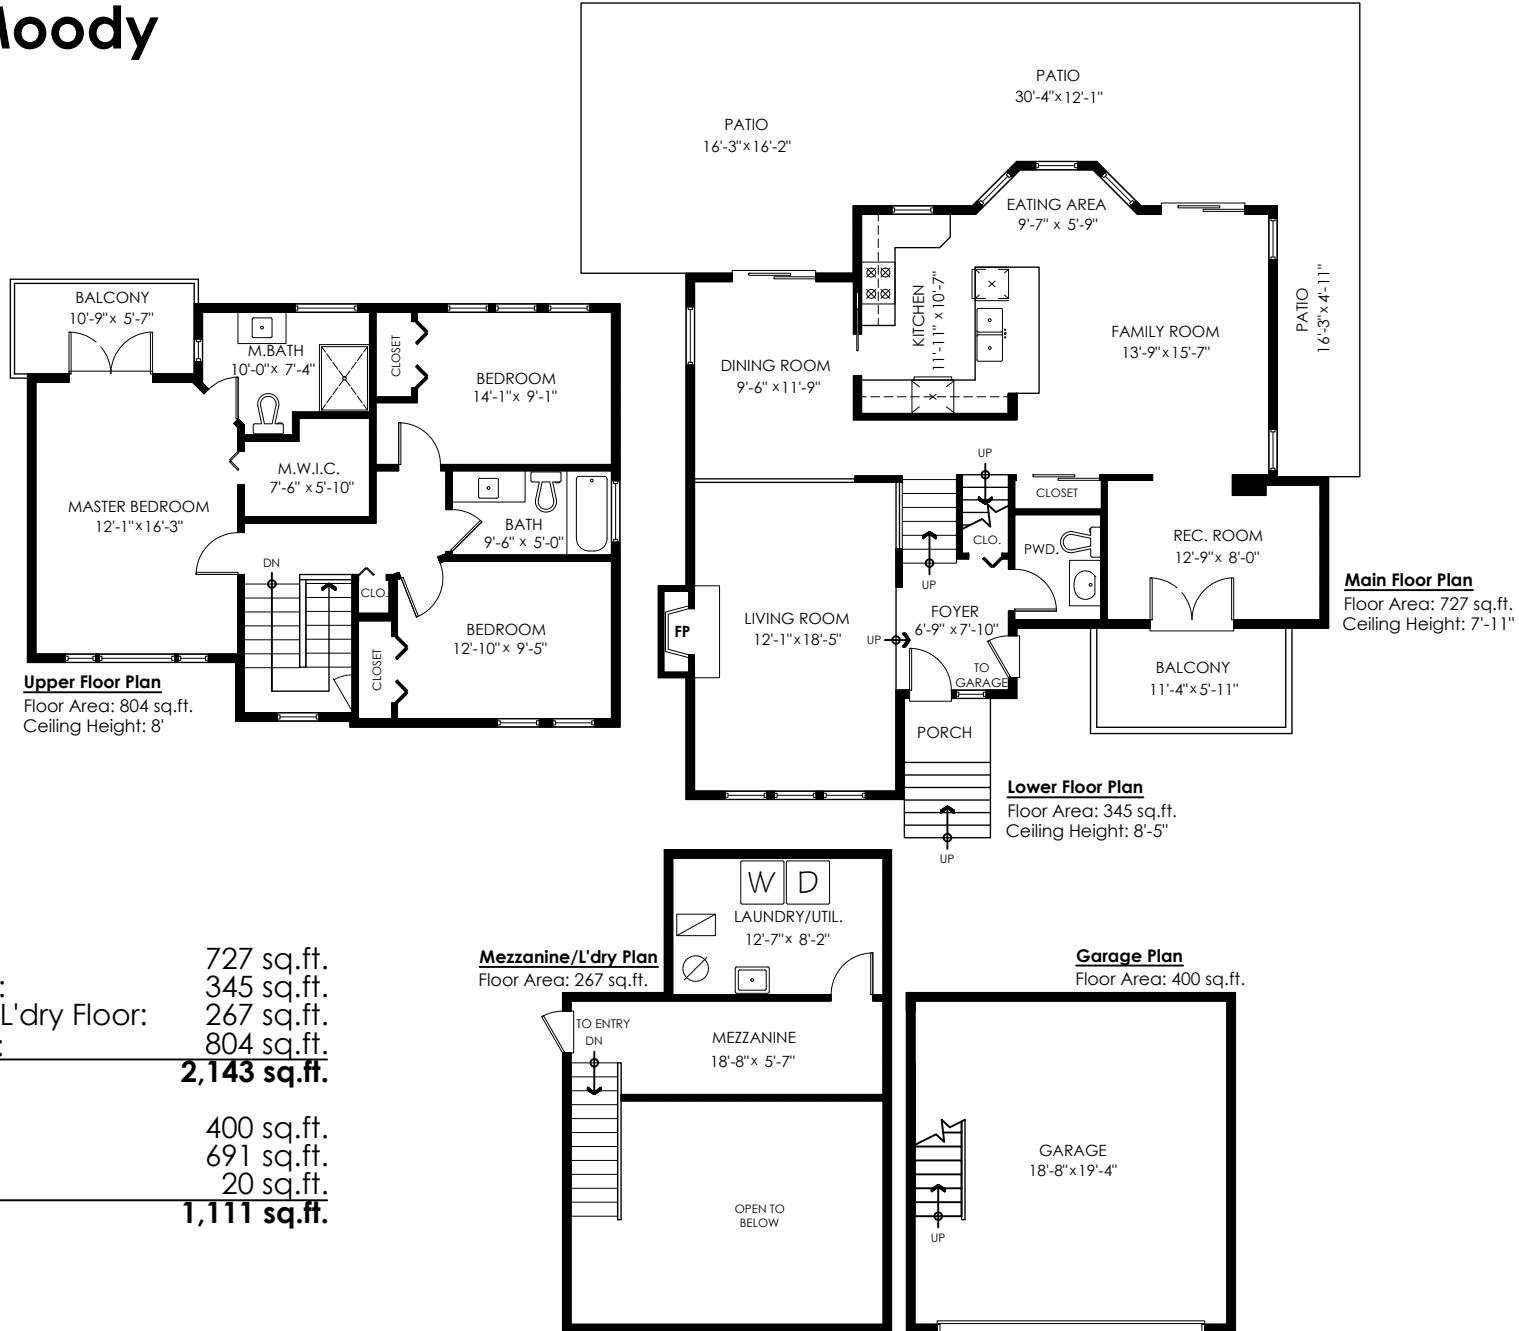 Moody
PATIO
30'-4"x 12'-1"
PATIO
16'-3"x 16'-2"
EATING AREA
9'-7" x 5'-9"
KITCHEN
11'-11" x 10'-7"
FAMILY ROOM
13'-9"x 15'-7"
PATIO
16'-3"x 4'-11"
DINING ROOM
9'-6" x 11'-9"
BALCONY
10'-9"x 5'-7"
M.BATH
10'-0"x 7'-4"
CLOSET
BEDROOM
14'-1"x 9'-1"
M.W.I.C.
7'-6" x 5'-10"
MASTER BEDROOM
12'-1"x 16'-3"
BATH
9'-6" x 5'-0"
DN
CLO.
BEDROOM
12'-10"x 9'-5"
CLOSET
Upper Floor Plan
Floor Area: 804 sq.ft.
Ceiling Height: 8'
UP
CLOSET
CLO.
PWD.
REC. ROOM
12'-9"x 8'-0"
UP
LIVING ROOM
12'-1"x 18'-5"
FP
UP
FOYER
6'-9" x 7'-10"
TO
GARAGE
PORCH
UP
BALCONY
11'-4"x 5'-11"
Main Floor Plan
Floor Area: 727 sq.ft.
Ceiling Height: 7'-11"
Lower Floor Plan
Floor Area: 345 sq.ft.
Ceiling Height: 8'-5"
W D
LAUNDRY/UTIL.
12'-7"x 8'-2"
Mezzanine/L'dry Plan
Floor Area: 267 sq.ft.
TO ENTRY
DN
MEZZANINE
18'-8"x 5'-7"
OPEN TO
BELOW
Garage Plan
Floor Area: 400 sq.ft.
GARAGE
18'-8"x 19'-4"
UP
727 sq.ft.
: 345 sq.ft.
L'dry Floor: 267 sq.ft.
: 804 sq.ft.
2,143 sq.ft.
400 sq.ft.
691 sq.ft.
20 sq.ft.
1,111 sq.ft.